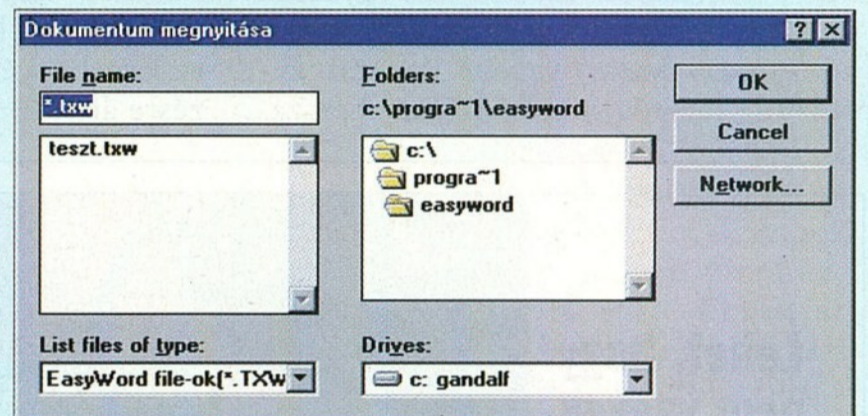 Dokumentum megnyitása
File name:
*.txw
teszt.txw
List files of type:
EasyWord file-ok(*.TXW
Folders:
c:\progra~1\easyword
c:\
progra~1
easyword
Drives:
c: gandalf
OK
Cancel
Network...